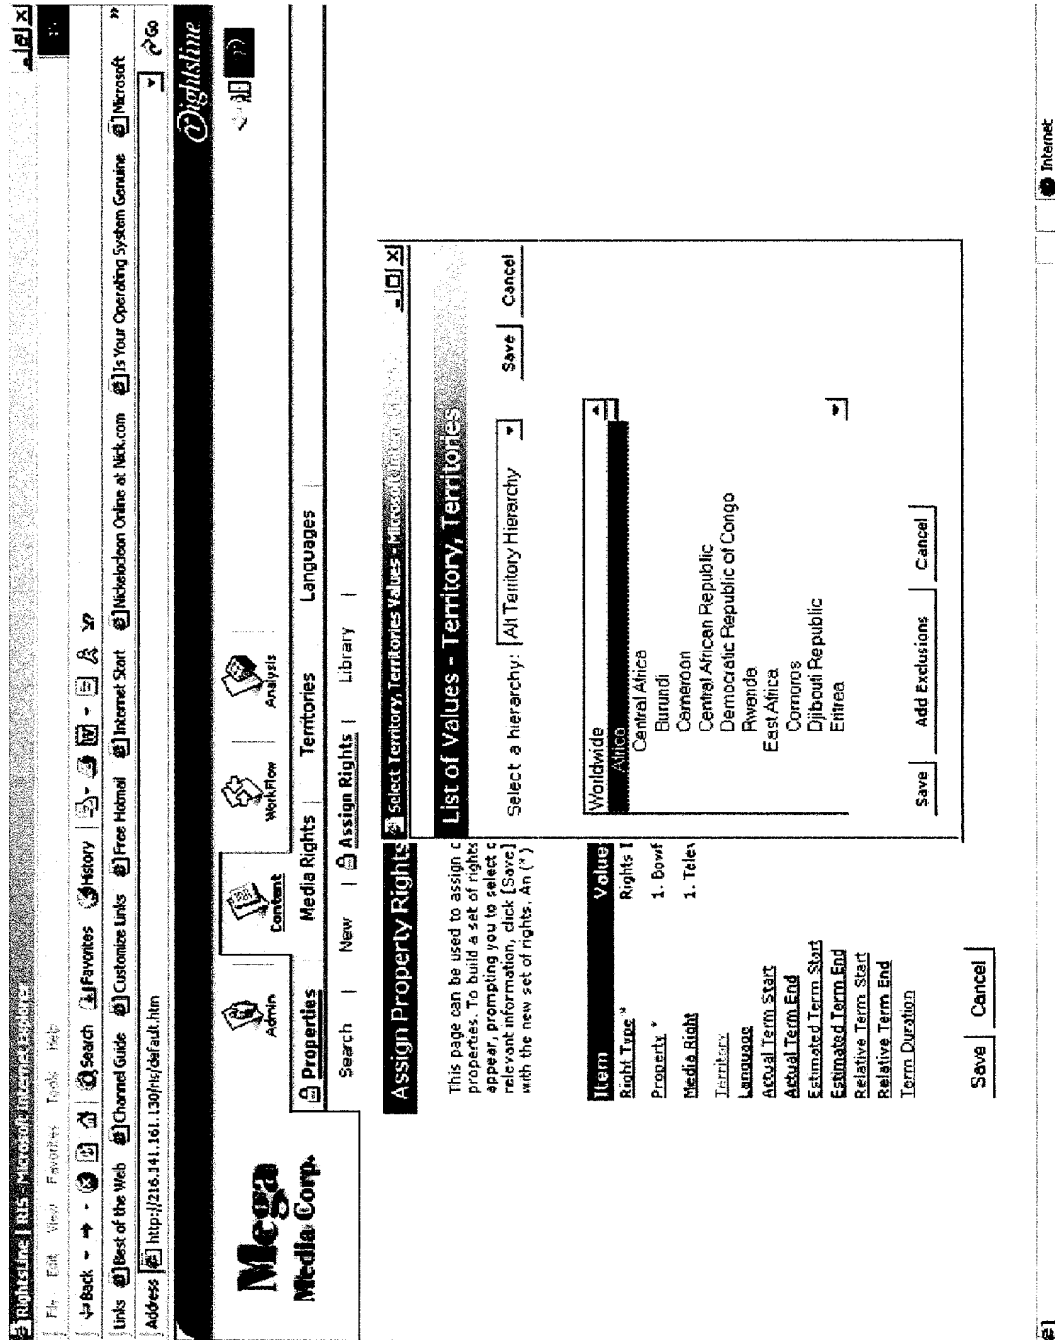 RightsLine | RIS - Microsoft Internet Explorer
File Edit View Favorites Tools Help
Back Search Favorites History
Links Best of the Web Channel Guide Customize Links Free Hotmail Internet Start Nickelodeon Online at Nick.com Is Your Operating System Genuine Microsoft »
Address http://216.141.161.130/ris/default.htm Go
Rightsline
Mega
Media Corp.
Admin Content WorkFlow Analysis
Properties Media Rights Territories Languages
Search | New | Assign Rights | Library |
Assign Property Rights
This page can be used to assign
properties. To build a set of rights
appear, prompting you to select
relevant information, click [Save]
with the new set of rights. An (*)
Item Value
Right Type * Rights
Property * 1. Bowf
Media Right 1. Telev
Territory
Language
Actual Term Start
Actual Term End
Estimated Term Start
Estimated Term End
Relative Term Start
Relative Term End
Term Duration
Save Cancel
Select Territory, Territories Values - Microsoft
List of Values - Territory, Territories
Select a hierarchy: Alt Territory Hierarchy Save Cancel
Worldwide
Africa
Central Africa
Burundi
Cameroon
Central African Republic
Democratic Republic of Congo
Rwanda
East Africa
Comoros
Djibouti Republic
Eritrea
Save Add Exclusions Cancel
Internet